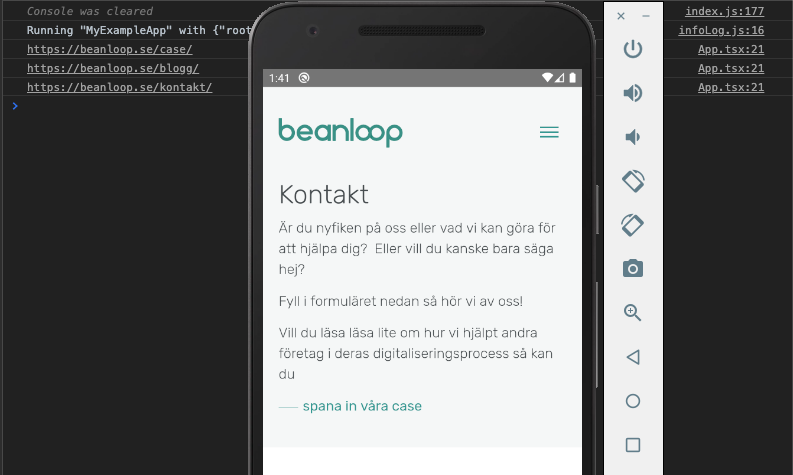 Console was cleared
index.js:177
Running "MyExampleApp" with {"root
infoLog.js:16
https://beanloop.se/case/
App.tsx:21
https://beanloop.se/blogg/
App.tsx:21
https://beanloop.se/kontakt/
App.tsx:21
1:41
beanloop
Kontakt
Är du nyfiken på oss eller vad vi kan göra för
att hjälpa dig?  Eller vill du kanske bara säga
hej?
Fyll i formuläret nedan så hör vi av oss!
Vill du läsa läsa lite om hur vi hjälpt andra
företag i deras digitaliseringsprocess så kan
du
spana in våra case